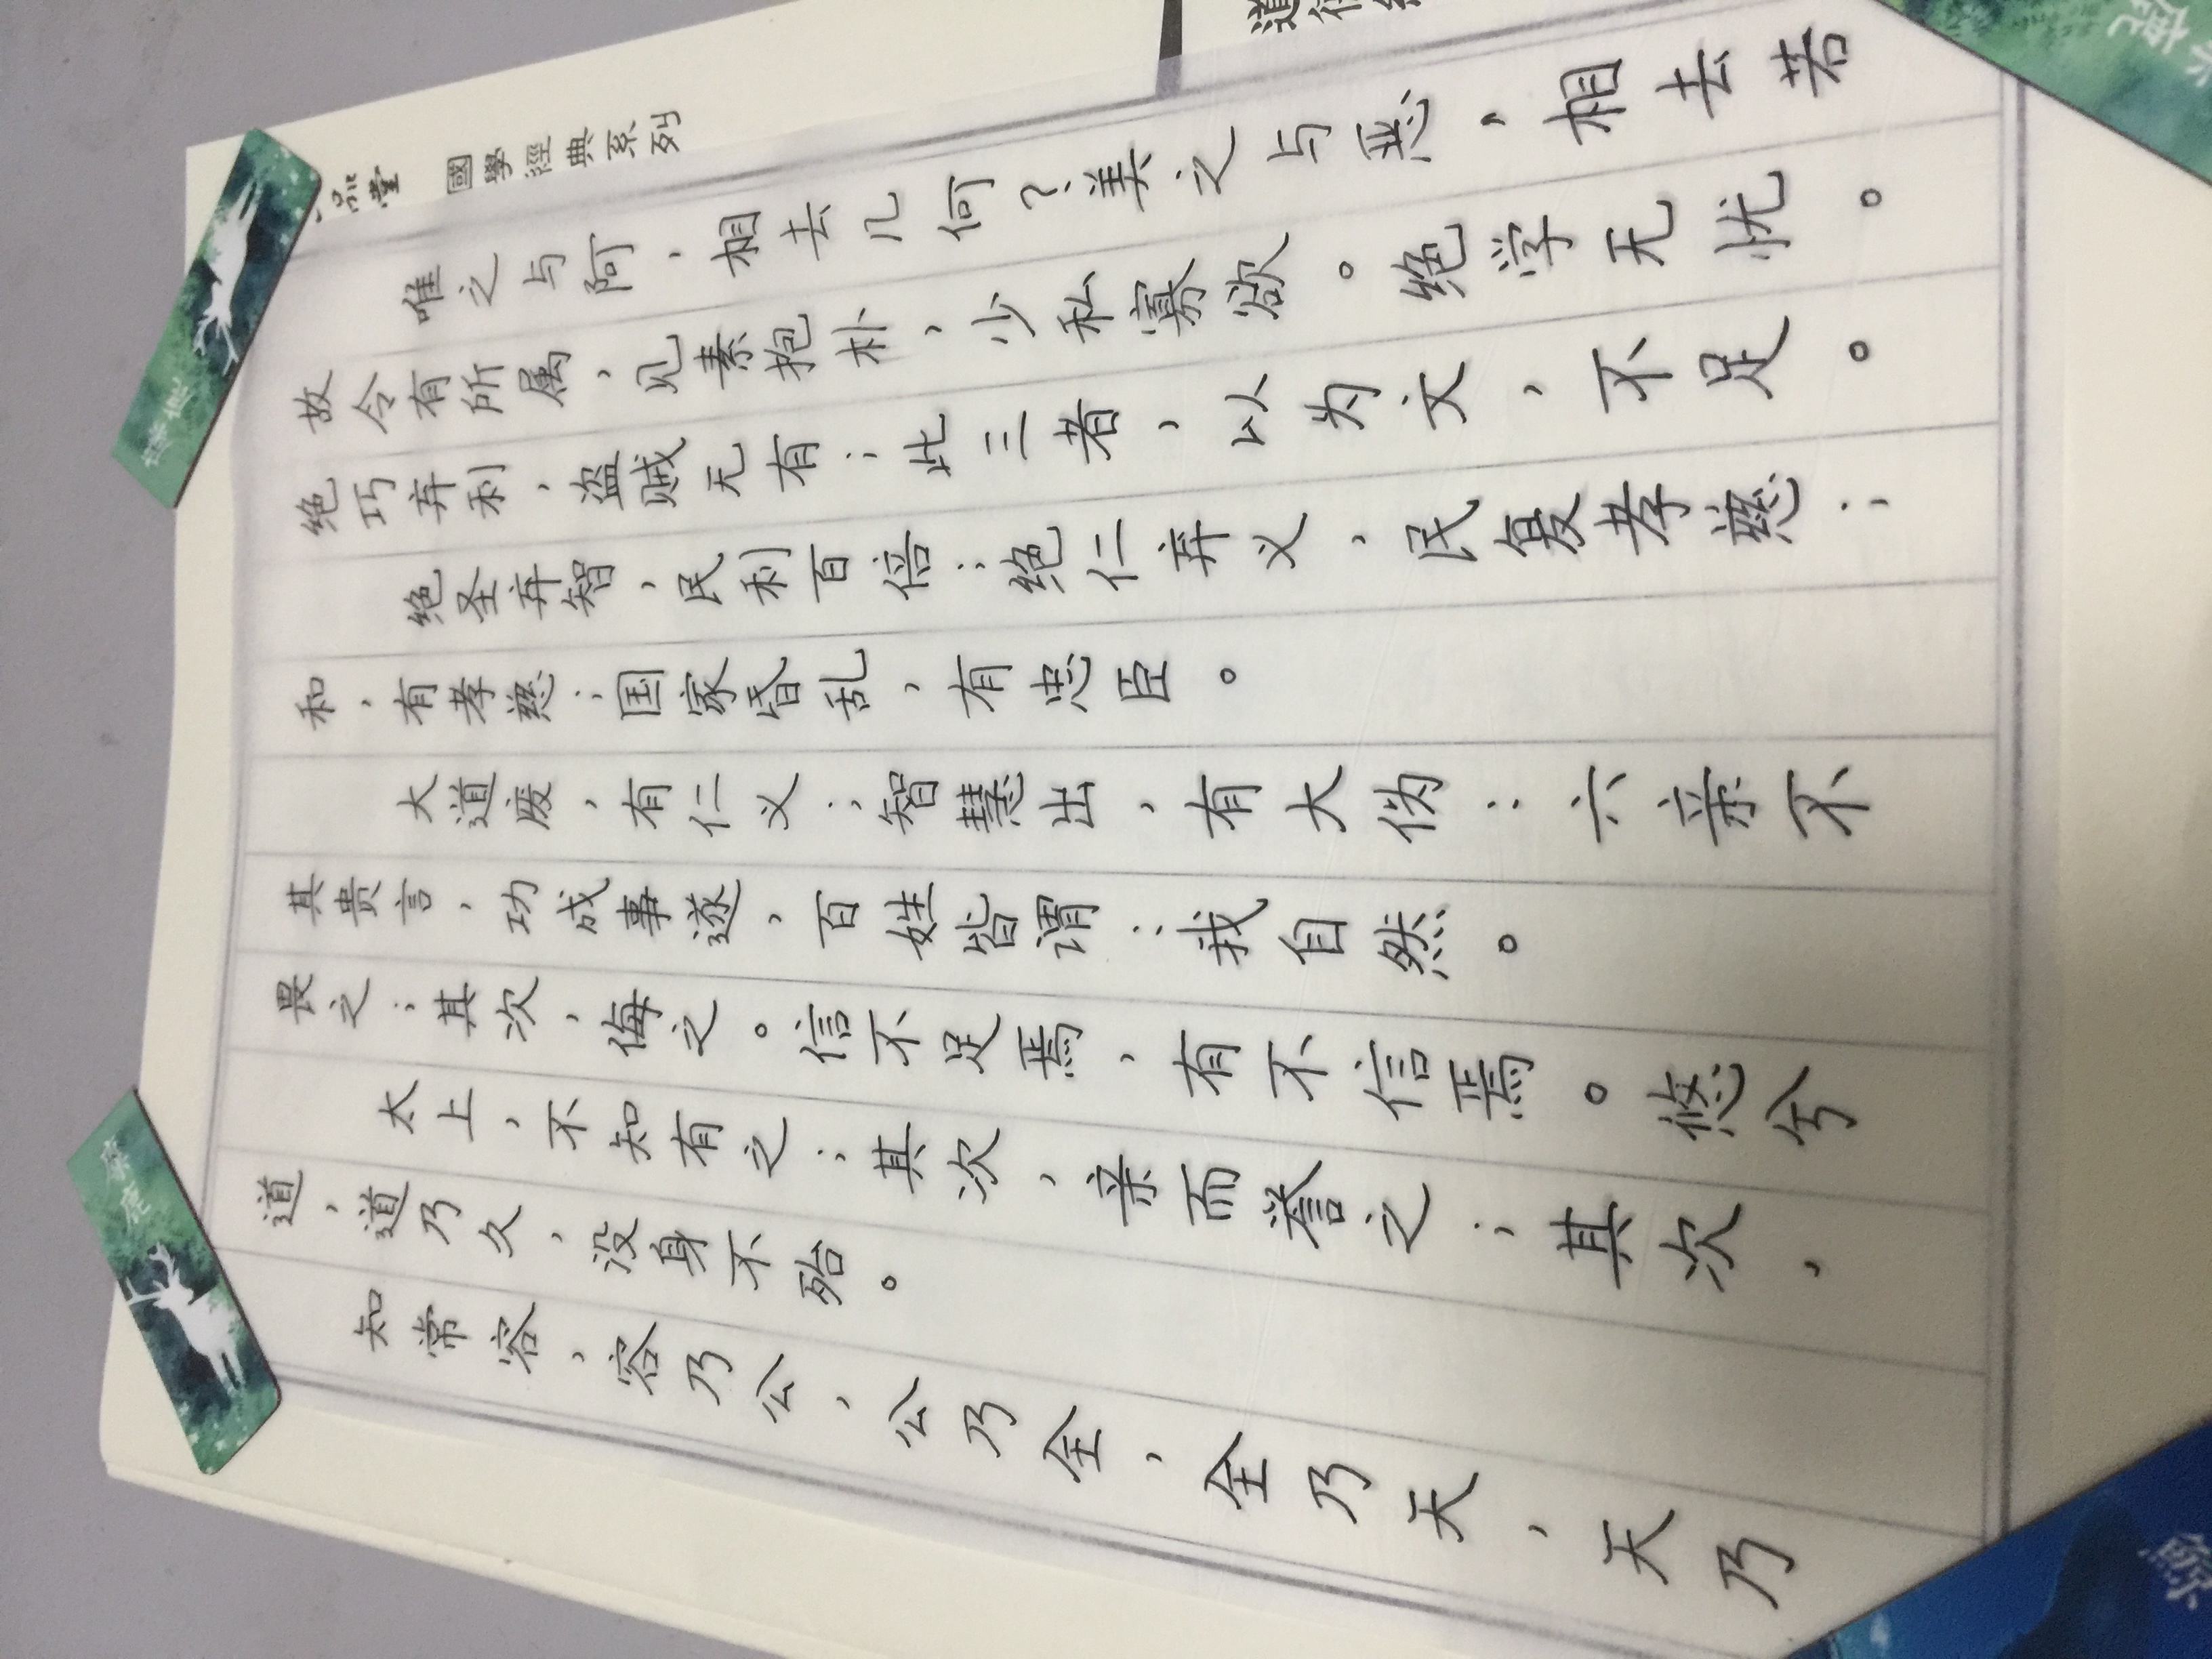 知常容，容乃公，公乃全，全乃天，天乃
道，道乃久，没身不殆。
太上，不知有之；其次，亲而誉之；其次，
畏之；其次，侮之。信不足焉，有不信焉。悠兮
其贵言，功成事遂，百姓皆谓：我自然。
大道废，有仁义；智慧出，有大伪：六亲不
和，有孝慈；国家昏乱，有忠臣。
绝圣弃智，民利百倍；绝仁弃义，民复孝慈；
绝巧弃利，盗贼无有；此三者，以为文，不足。
故令有所属，见素抱朴，少私寡欲。绝学无忧。
唯之与阿，相去几何？美之与恶，相去若
品堂 國學經典系列
道